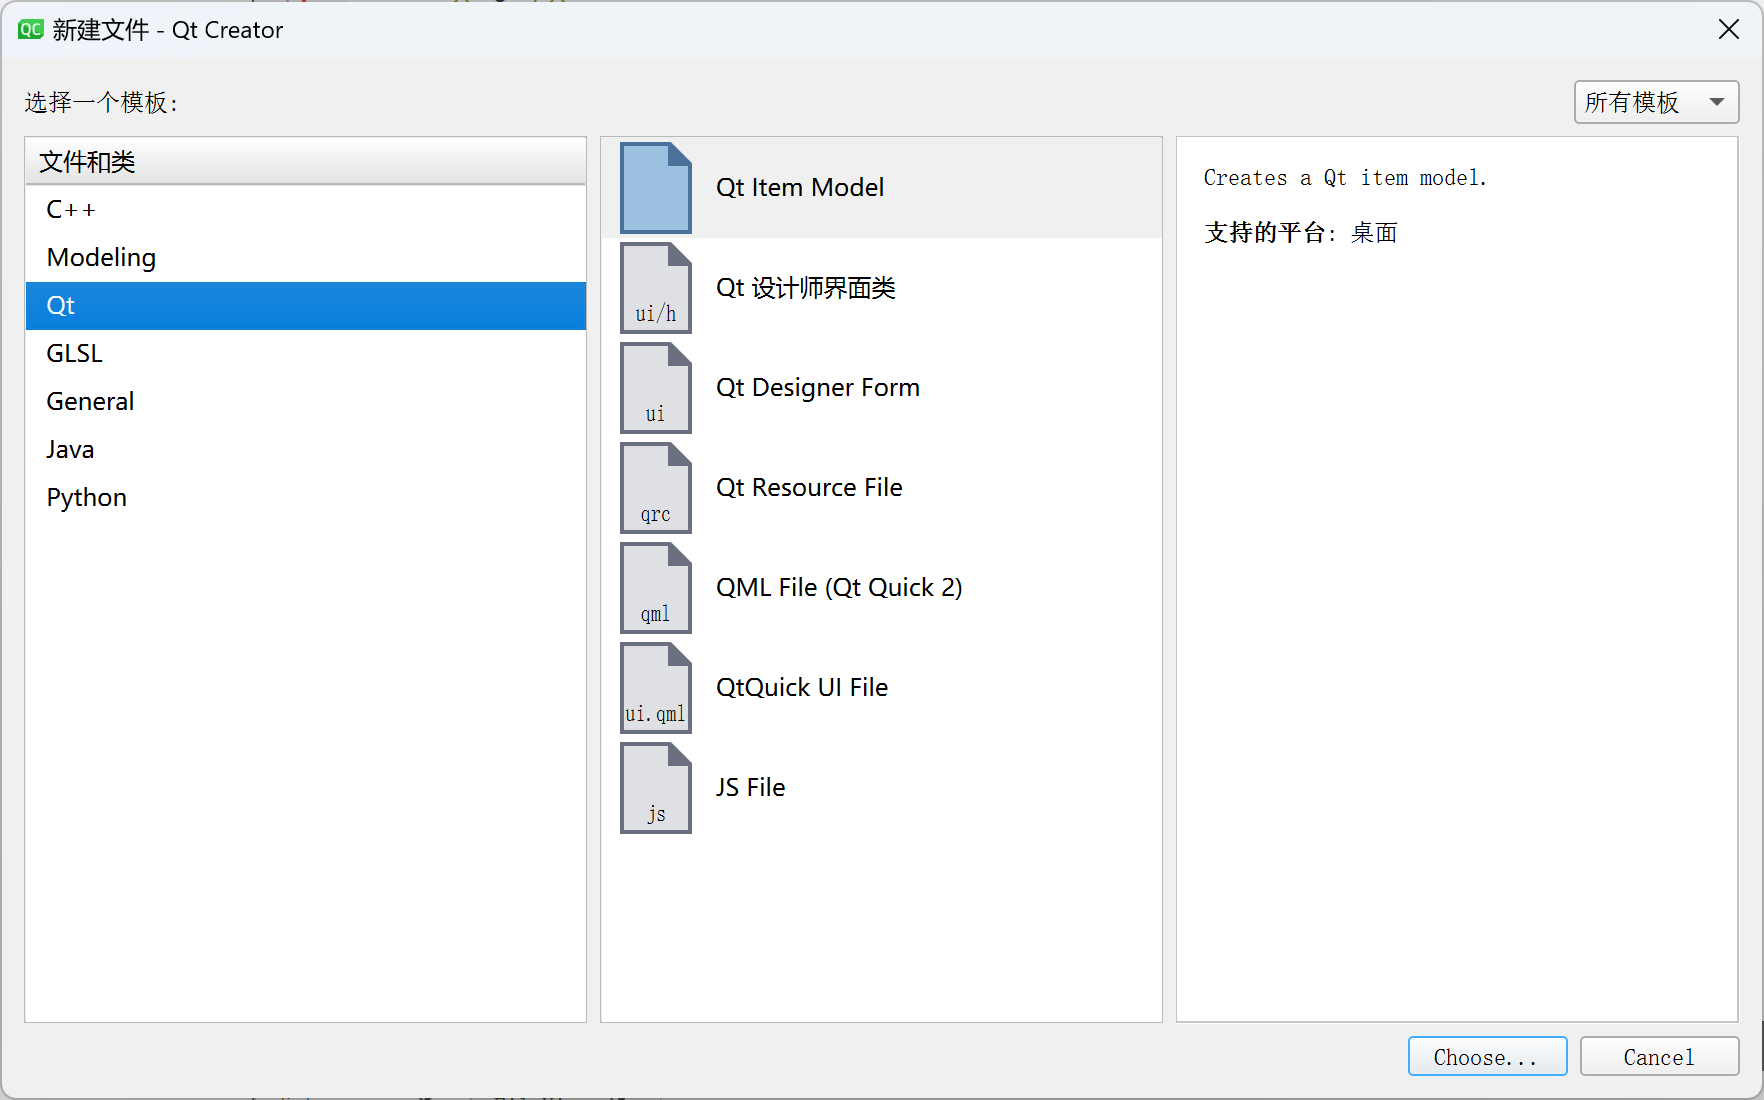 QC 新建文件 - Qt Creator
选择一个模板:
所有模板
文件和类
C++
Modeling
Qt
GLSL
General
Java
Python
Qt Item Model
ui/h
Qt 设计师界面类
ui
Qt Designer Form
qrc
Qt Resource File
qml
QML File (Qt Quick 2)
ui.qml
QtQuick UI File
js
JS File
Creates a Qt item model.
支持的平台: 桌面
Choose...
Cancel